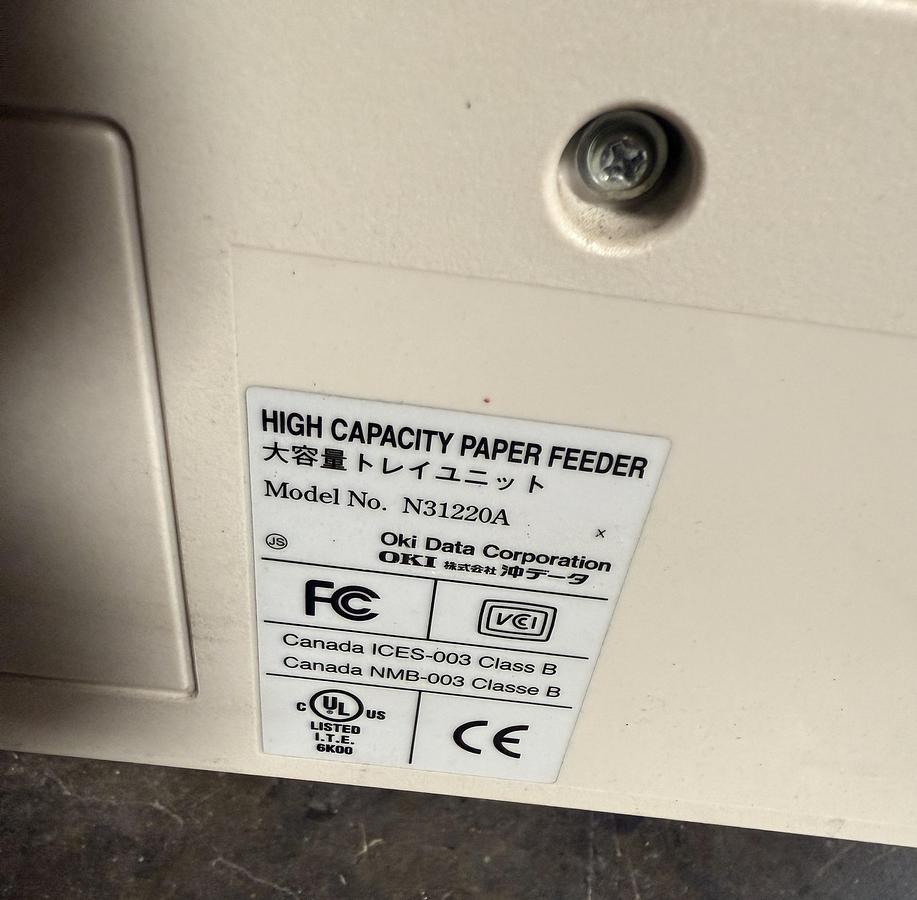 HIGH CAPACITY PAPER FEEDER
大容量トレイユニット
Model No. N31220A
x
JS
Oki Data Corporation
OKI 株式会社 沖データ
FC
VCI
Canada ICES-003 Class B
Canada NMB-003 Classe B
C UL US
LISTED
I.T.E.
6K00
CE